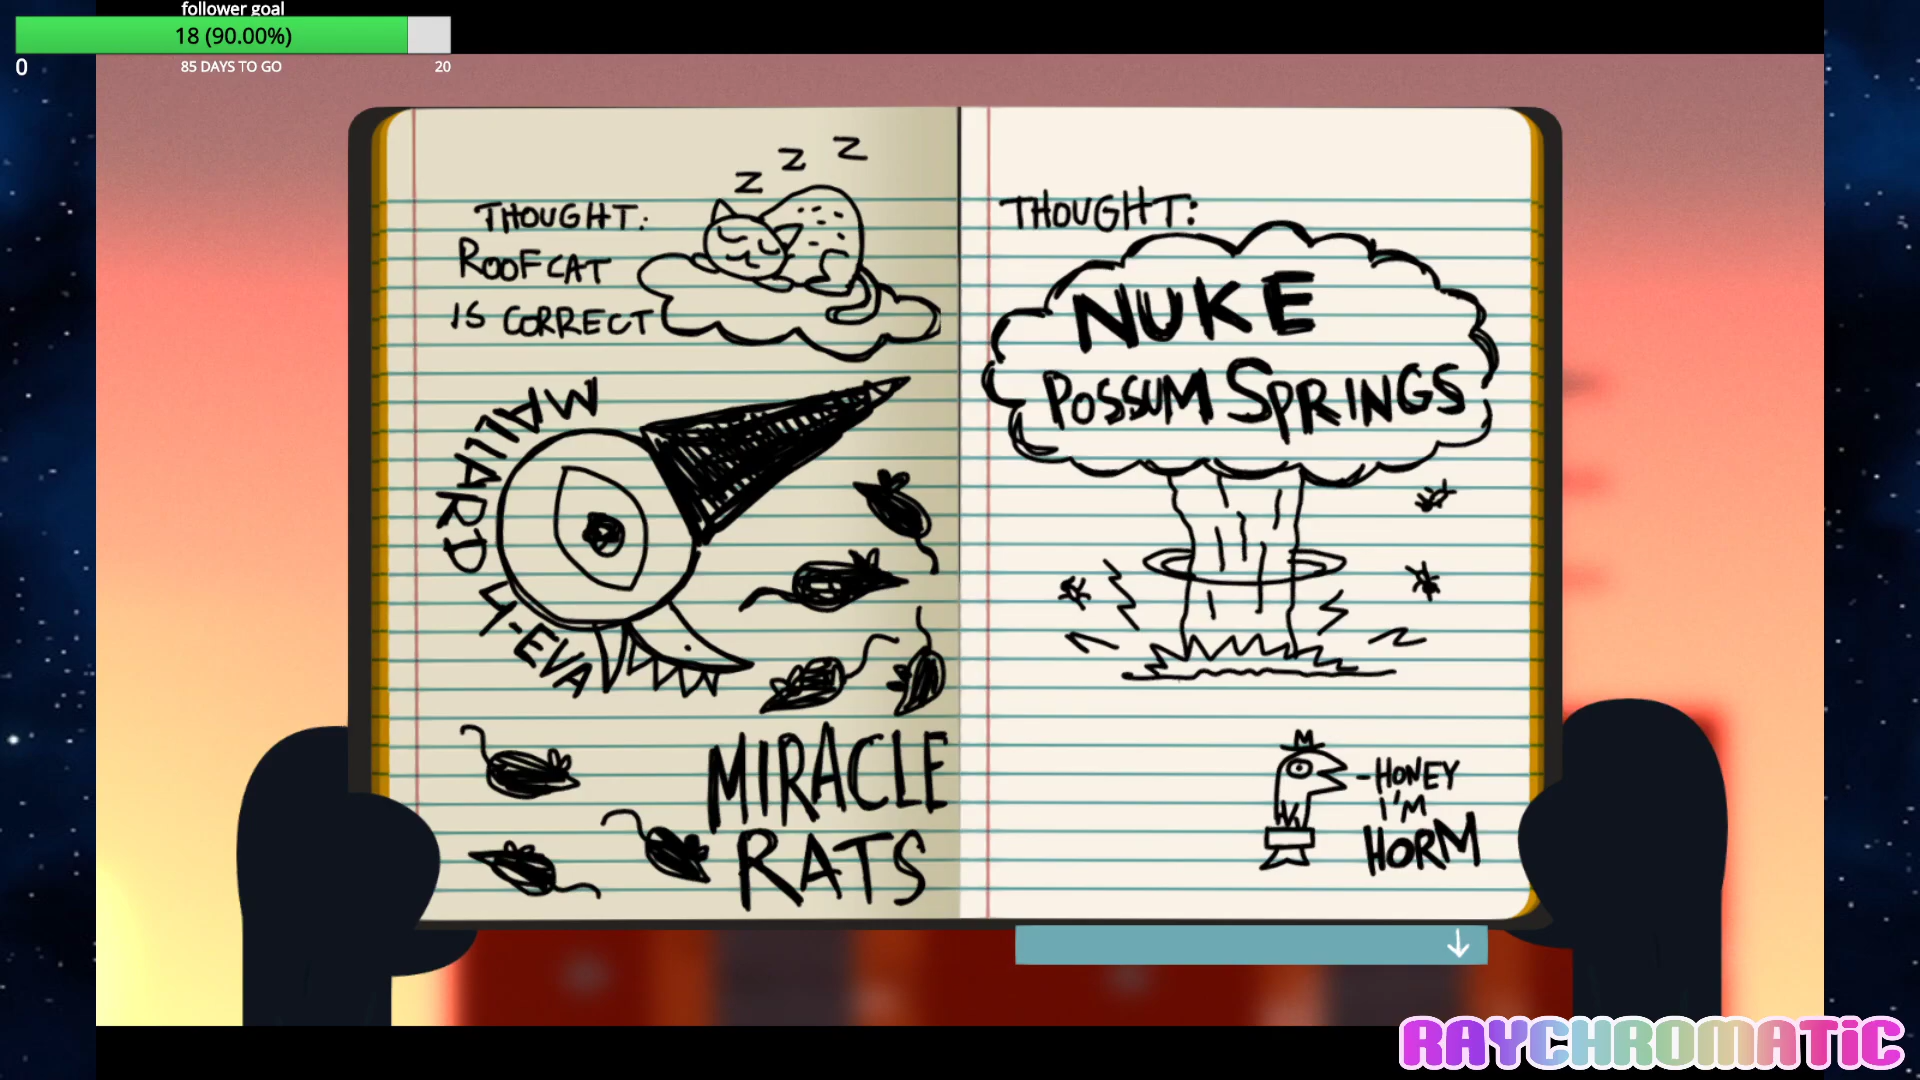 follower goal
18 (90.00%)
0
85 DAYS TO GO
20
Z Z Z
THOUGHT:
ROOFCAT
IS CORRECT
MALLARD 4-EVA
MIRACLE
RATS
THOUGHT:
NUKE
POSSUM SPRINGS
-HONEY
I'M
HORM
RAYCHROMATiC